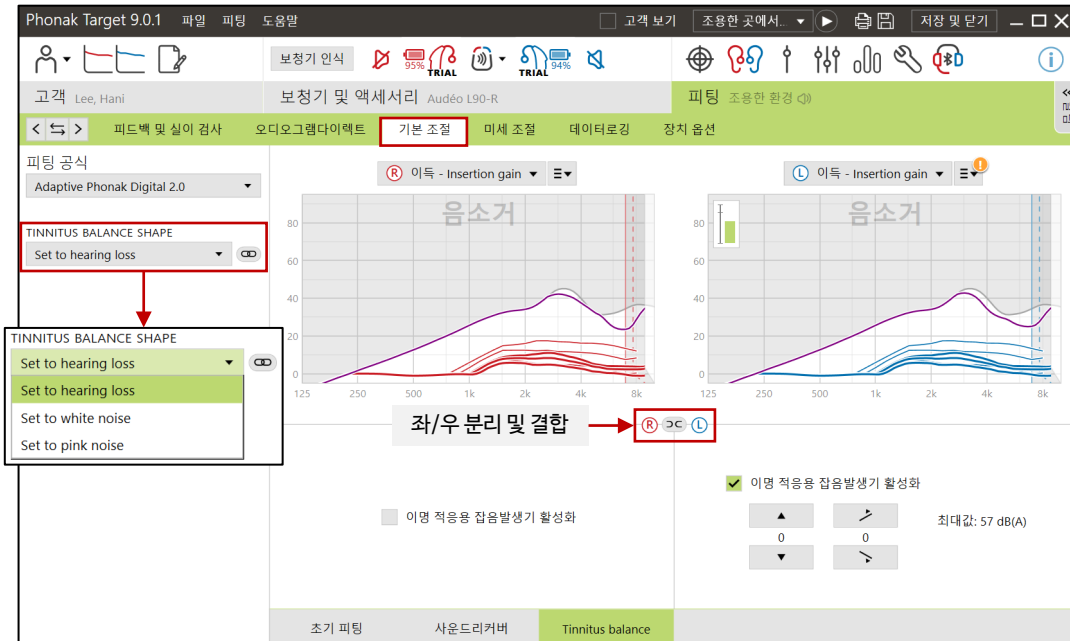 Phonak Target 9.0.1 파일 피팅 도움말 고객 보기 조용한 곳에서... 저장 및 닫기
보청기 인식 95% TRIAL TRIAL 94%
고객 Lee, Hani 보청기 및 액세서리 Audéo L90-R 피팅 조용한 환경
피드백 및 실이 검사 오디오그램다이렉트 기본 조절 미세 조절 데이터로깅 장치 옵션
피팅 공식
Adaptive Phonak Digital 2.0
TINNITUS BALANCE SHAPE
Set to hearing loss
TINNITUS BALANCE SHAPE
Set to hearing loss
Set to hearing loss
Set to white noise
Set to pink noise
R 이득 - Insertion gain
음소거
80
60
40
20
0
125 250 500 1k 2k 4k 8k
L 이득 - Insertion gain
음소거
80
60
40
20
0
125 250 500 1k 2k 4k 8k
좌/우 분리 및 결합 R L
이명 적응용 잡음발생기 활성화
이명 적응용 잡음발생기 활성화
0 0 최대값: 57 dB(A)
초기 피팅 사운드리커버 Tinnitus balance